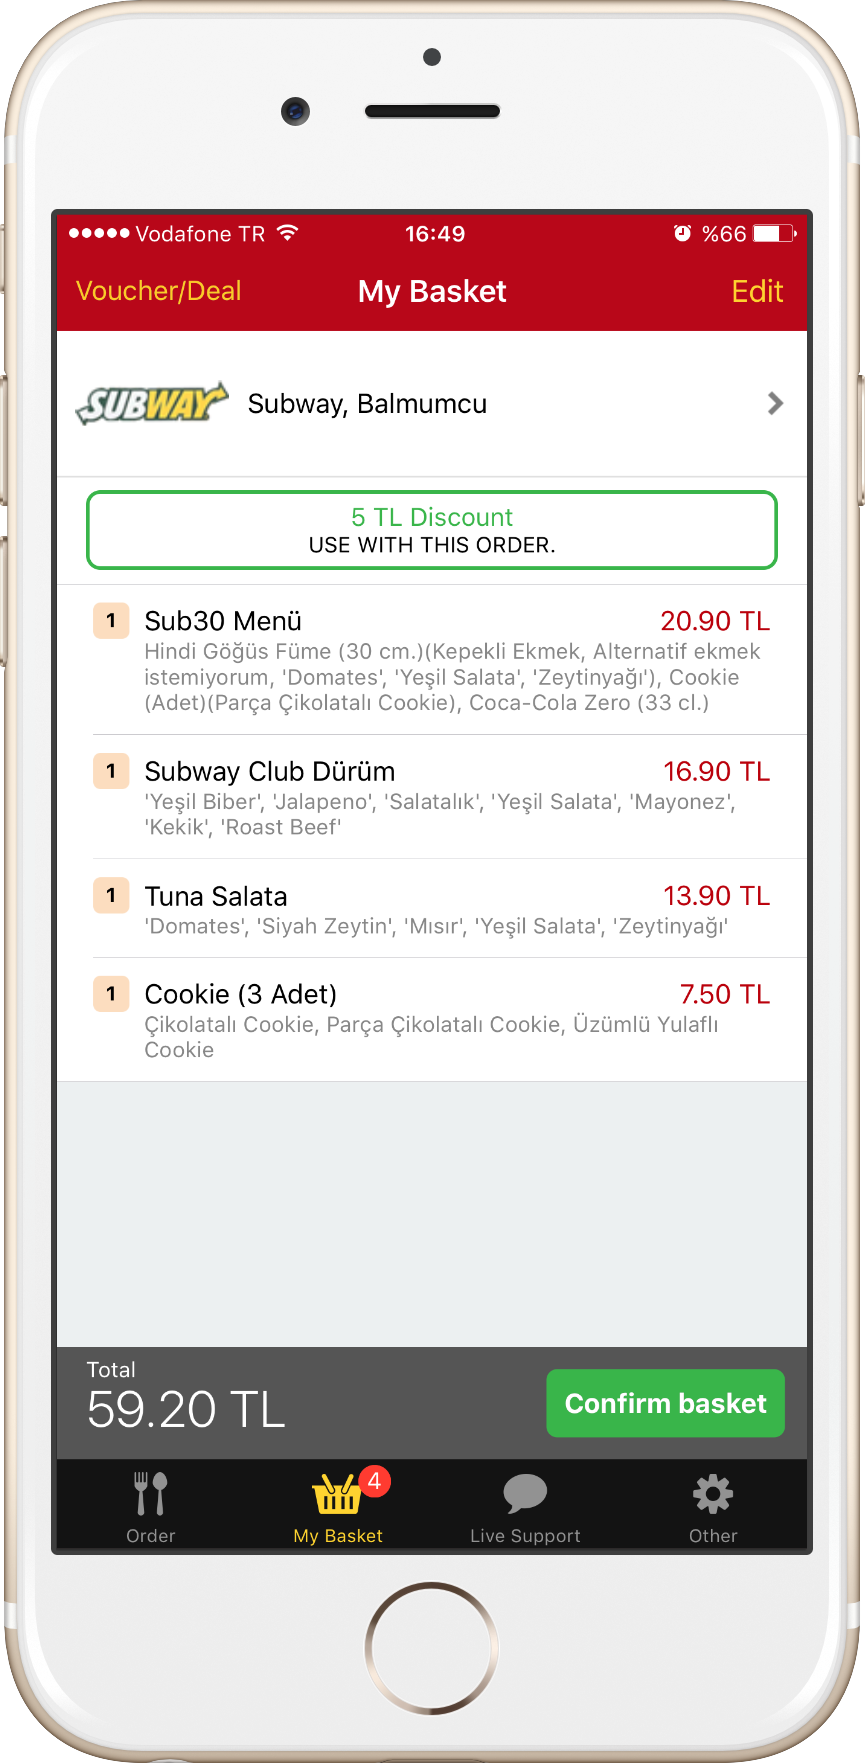 Vodafone TR 16:49 %66
Voucher/Deal My Basket Edit
SUBWAY Subway, Balmumcu
5 TL Discount
USE WITH THIS ORDER.
1 Sub30 Menü 20.90 TL
Hindi Göğüs Füme (30 cm.)(Kepekli Ekmek, Alternatif ekmek
istemiyorum, 'Domates', 'Yeşil Salata', 'Zeytinyağı'), Cookie
(Adet)(Parça Çikolatalı Cookie), Coca-Cola Zero (33 cl.)
1 Subway Club Dürüm 16.90 TL
'Yeşil Biber', 'Jalapeno', 'Salatalık', 'Yeşil Salata', 'Mayonez',
'Kekik', 'Roast Beef'
1 Tuna Salata 13.90 TL
'Domates', 'Siyah Zeytin', 'Mısır', 'Yeşil Salata', 'Zeytinyağı'
1 Cookie (3 Adet) 7.50 TL
Çikolatalı Cookie, Parça Çikolatalı Cookie, Üzümlü Yulaflı
Cookie
Total
59.20 TL Confirm basket
4
Order My Basket Live Support Other